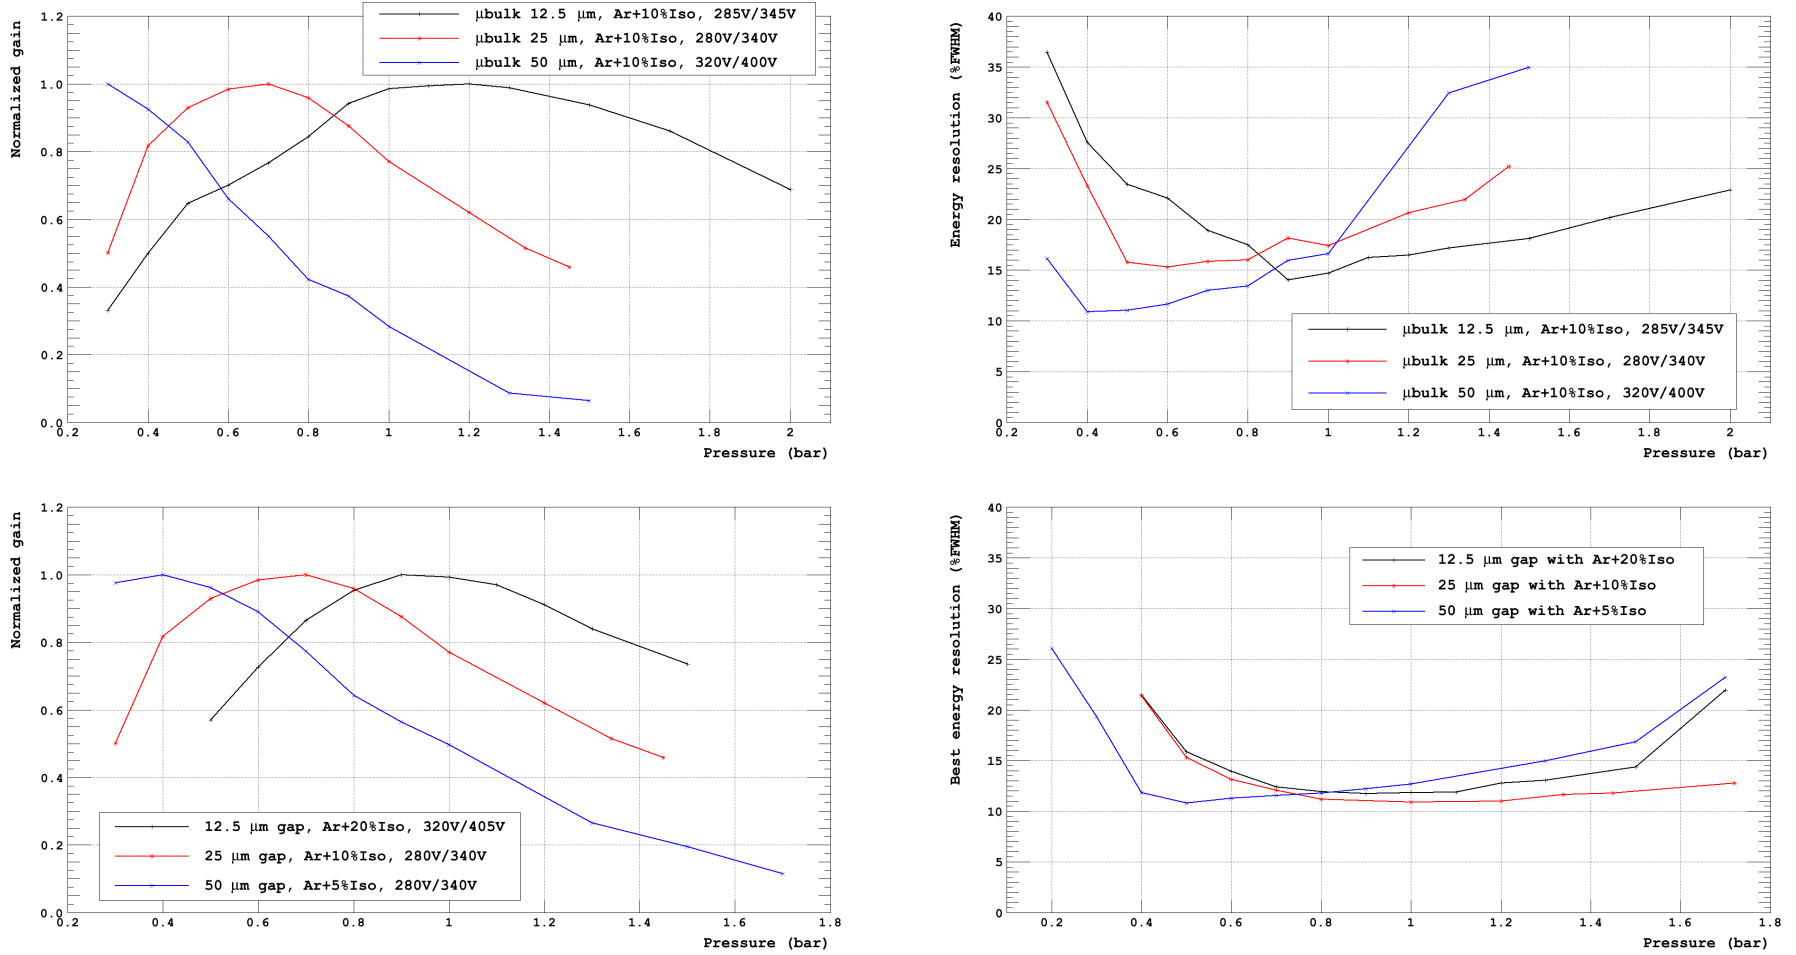 μbulk 12.5 μm, Ar+10%Iso, 285V/345V
μbulk 25 μm, Ar+10%Iso, 280V/340V
μbulk 50 μm, Ar+10%Iso, 320V/400V
Normalized gain
1.2
1.0
0.8
0.6
0.4
0.2
0.0
0.2 0.4 0.6 0.8 1 1.2 1.4 1.6 1.8 2
Pressure (bar)
Energy resolution (%FWHM)
40
35
30
25
20
15
10
5
0
μbulk 12.5 μm, Ar+10%Iso, 285V/345V
μbulk 25 μm, Ar+10%Iso, 280V/340V
μbulk 50 μm, Ar+10%Iso, 320V/400V
0.2 0.4 0.6 0.8 1 1.2 1.4 1.6 1.8 2
Pressure (bar)
Normalized gain
1.2
1.0
0.8
0.6
0.4
0.2
0.0
12.5 μm gap, Ar+20%Iso, 320V/405V
25 μm gap, Ar+10%Iso, 280V/340V
50 μm gap, Ar+5%Iso, 280V/340V
0.2 0.4 0.6 0.8 1 1.2 1.4 1.6 1.8
Pressure (bar)
Best energy resolution (%FWHM)
40
35
30
25
20
15
10
5
0
12.5 μm gap with Ar+20%Iso
25 μm gap with Ar+10%Iso
50 μm gap with Ar+5%Iso
0.2 0.4 0.6 0.8 1 1.2 1.4 1.6 1.8
Pressure (bar)